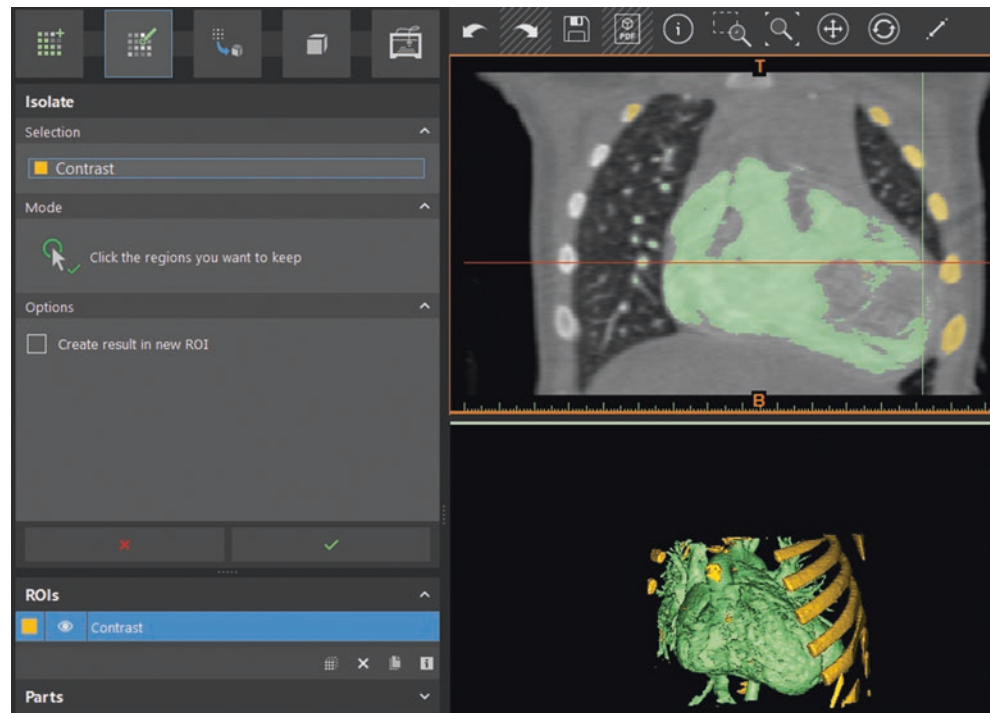 PDF
i
Isolate
T
Selection
Contrast
Mode
Click the regions you want to keep
Options
Create result in new ROI
B
ROIs
Contrast
i
Parts